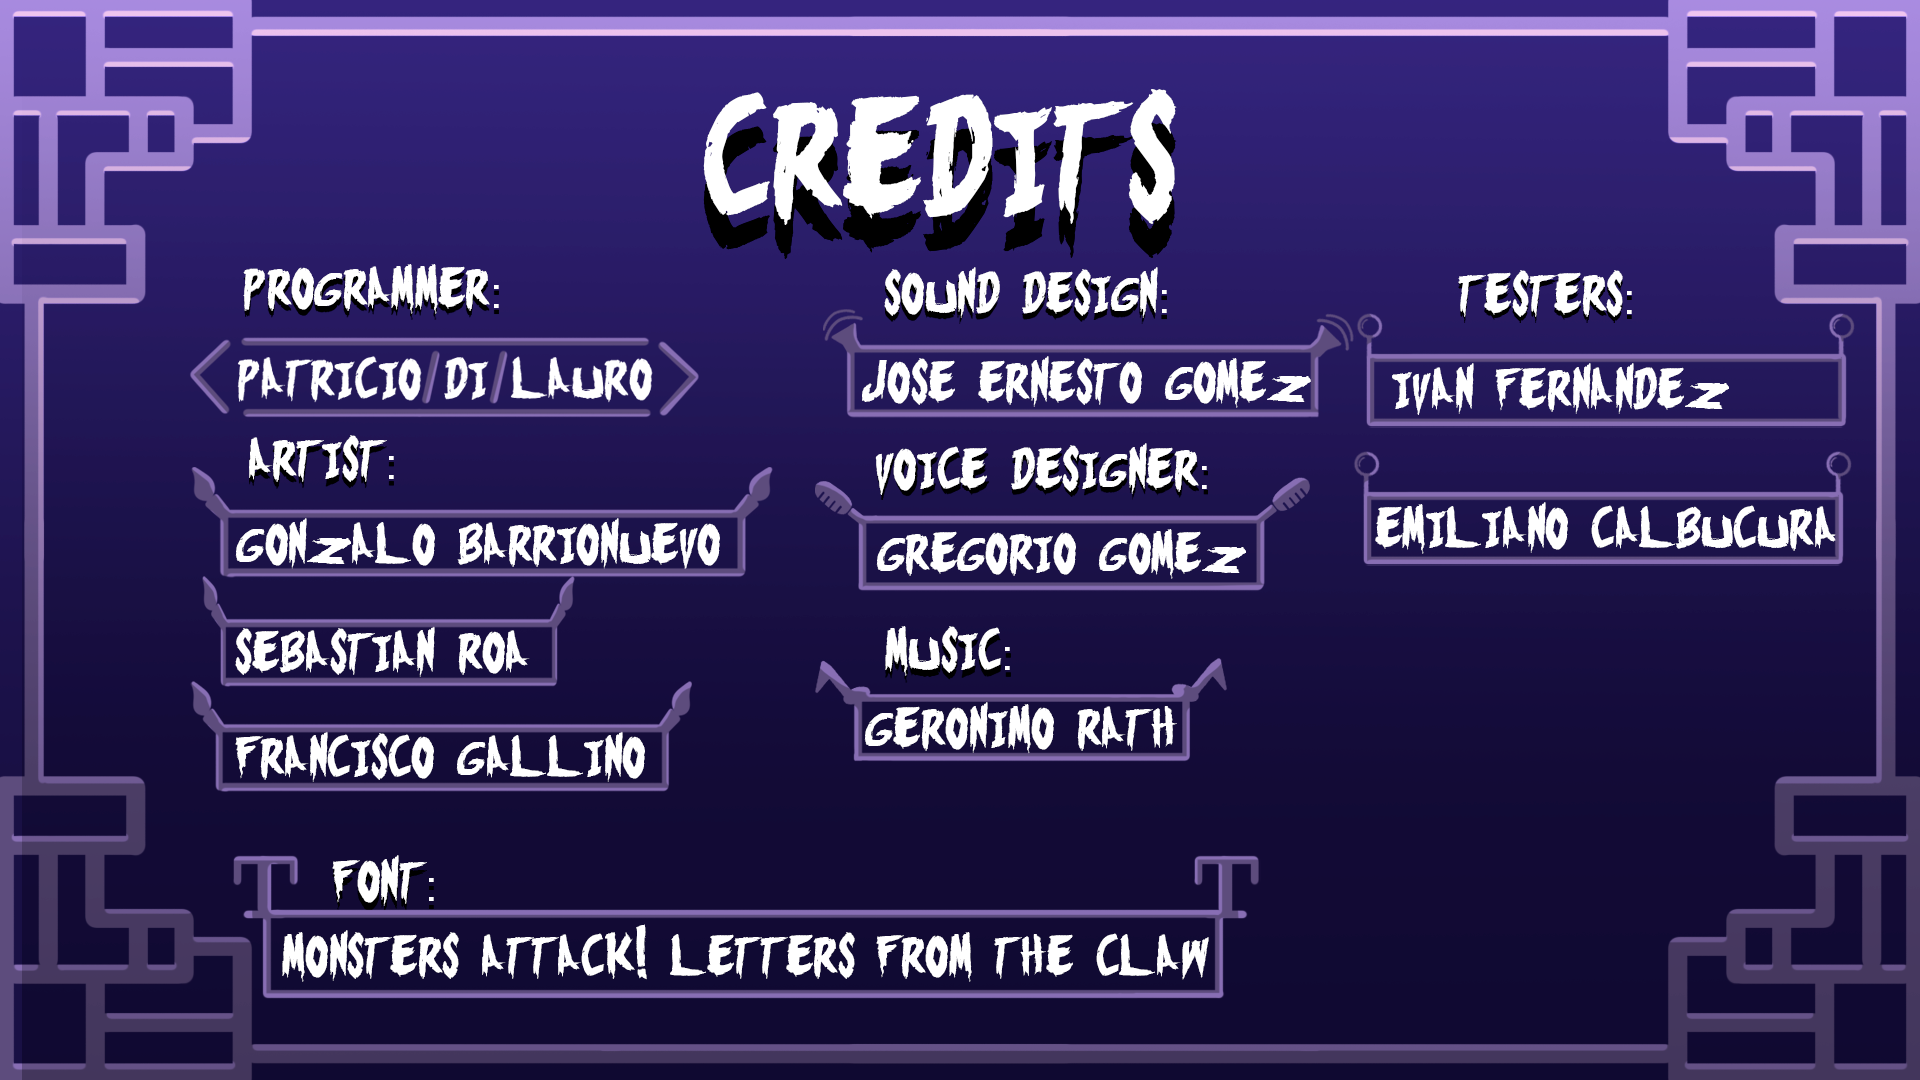 CREDITS
PROGRAMMER:
PATRICIO/DI/LAURO
ARTIST:
GONZALO BARRIONUEVO
SEBASTIAN ROA
FRANCISCO GALLINO
SOUND DESIGN:
JOSE ERNESTO GOMEZ
VOICE DESIGNER:
GREGORIO GOMEZ
MUSIC:
GERONIMO RATH
TESTERS:
IVAN FERNANDEZ
EMILIANO CALBUCURA
FONT:
MONSTERS ATTACK! LETTERS FROM THE CLAW